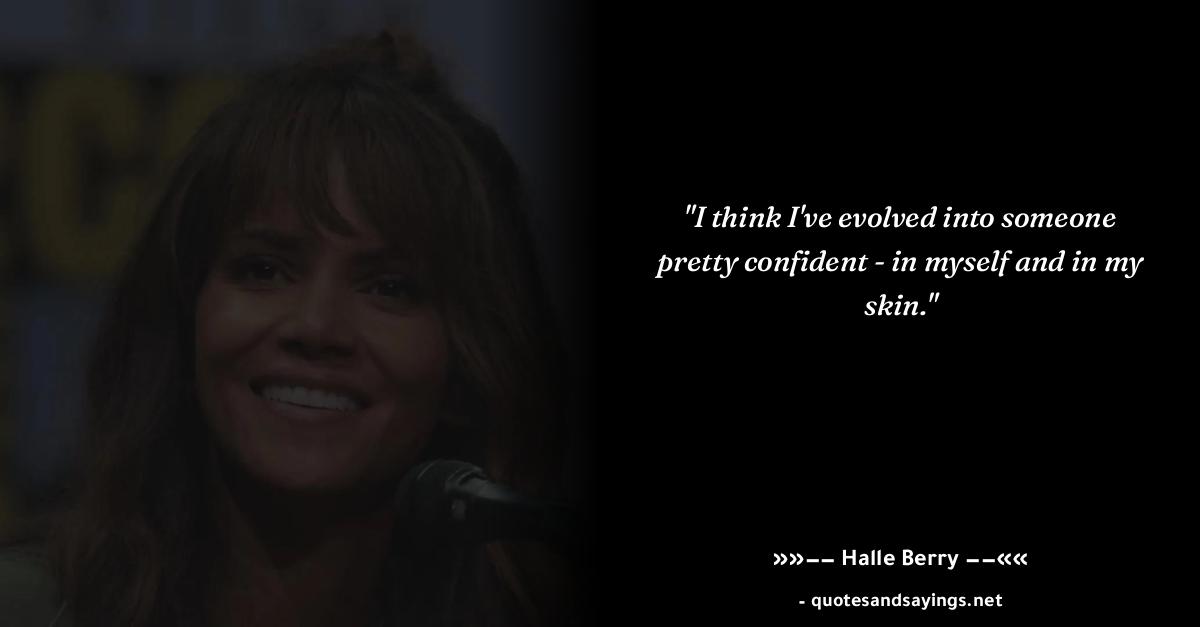 "I think I've evolved into someone
pretty confident - in myself and in my
skin."
»»−− Halle Berry −−««
- quotesandsayings.net